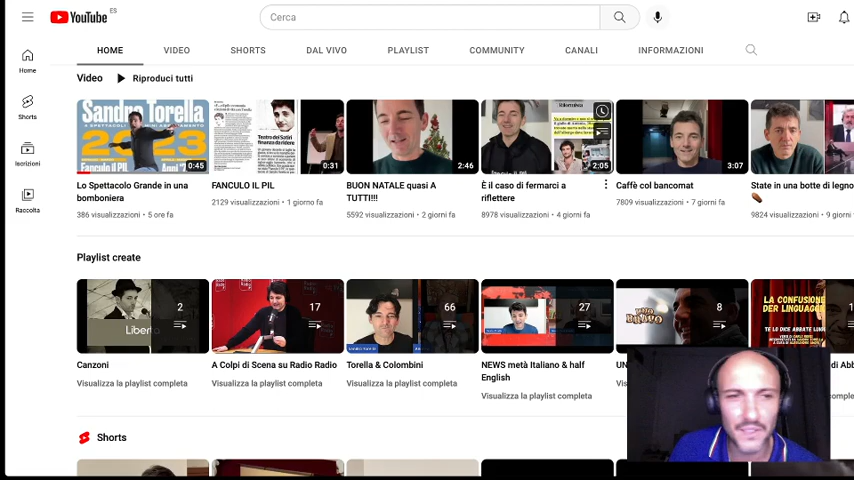 YouTube ES
Cerca
HOME VIDEO SHORTS DAL VIVO PLAYLIST COMMUNITY CANALI INFORMAZIONI
Home
Shorts
Iscrizioni
Raccolta
Video Riproduci tutti
Sandro Torella
0:45
Teatro dei Satiri
0:31
2:46
2:05
3:07
Lo Spettacolo Grande in una
bomboniera
386 visualizzazioni • 5 ore fa
FANCULO IL PIL
2129 visualizzazioni • 1 giorno fa
BUON NATALE quasi A
TUTTI!!!
5592 visualizzazioni • 2 giorni fa
È il caso di fermarci a
riflettere
8978 visualizzazioni • 4 giorni fa
Caffè col bancomat
7809 visualizzazioni • 7 giorni fa
State in una botte di legno
9824 visualizzazioni • 9 giorni
Playlist create
2
17
66
27
8
LA CONFUSIONE
Canzoni
Visualizza la playlist completa
A Colpi di Scena su Radio Radio
Visualizza la playlist completa
Torella & Colombini
Visualizza la playlist completa
NEWS metà Italiano & half
English
Visualizza la playlist completa
Shorts